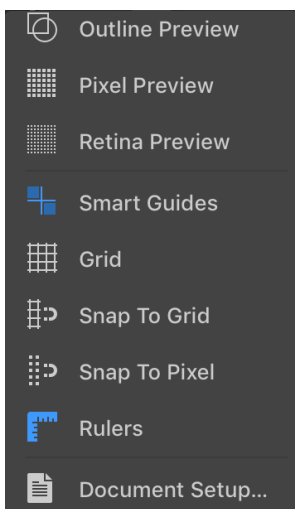 Outline Preview
Pixel Preview
Retina Preview
Smart Guides
Grid
Snap To Grid
Snap To Pixel
Rulers
Document Setup...